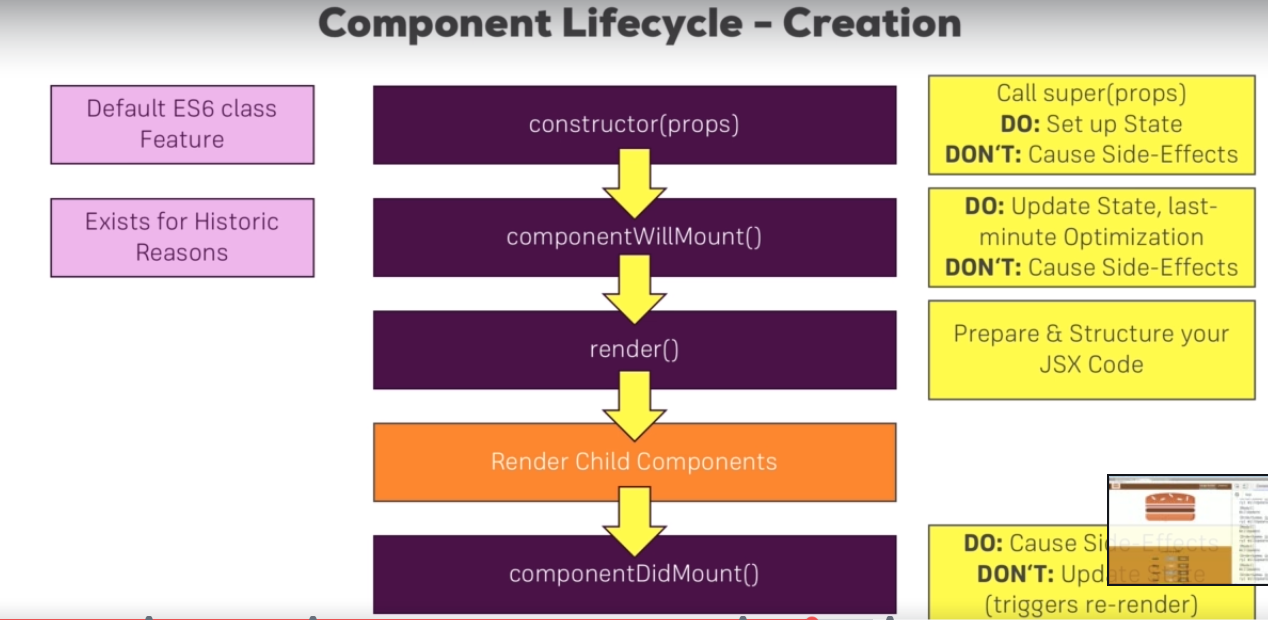 Component Lifecycle – Creation
Default ES6 class
Feature
constructor(props)
Call super(props)
DO: Set up State
DON'T: Cause Side-Effects
Exists for Historic
Reasons
componentWillMount()
DO: Update State, last-
minute Optimization
DON'T: Cause Side-Effects
render()
Prepare & Structure your
JSX Code
Render Child Components
componentDidMount()
DO: Cause Side-Effects
DON'T: Update State
(triggers re-render)